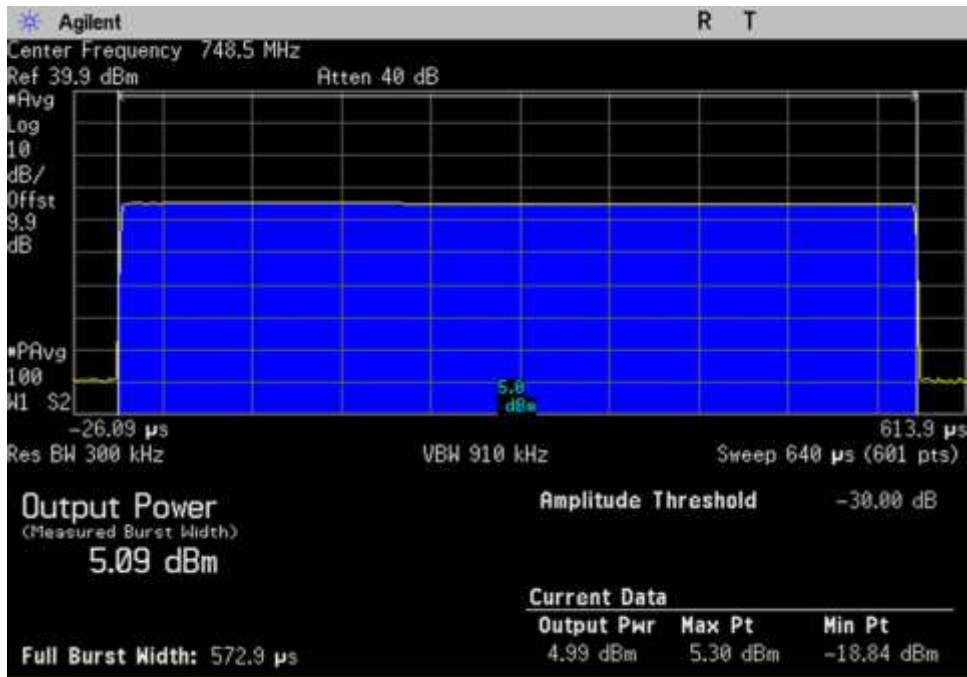 Agilent R T
Center Frequency 748.5 MHz
Ref 39.9 dBm Atten 40 dB
*Avg
Log
10
dB/
Offst
9.9
dB
*PAvg
100
W1 S2
5.0
dBm
-26.09 µs 613.9 µs
Res BW 300 kHz VBW 910 kHz Sweep 640 µs (601 pts)
Output Power Amplitude Threshold -30.00 dB
(Measured Burst Width)
5.09 dBm
Current Data
Output Pwr Max Pt Min Pt
Full Burst Width: 572.9 µs 4.99 dBm 5.30 dBm -18.84 dBm